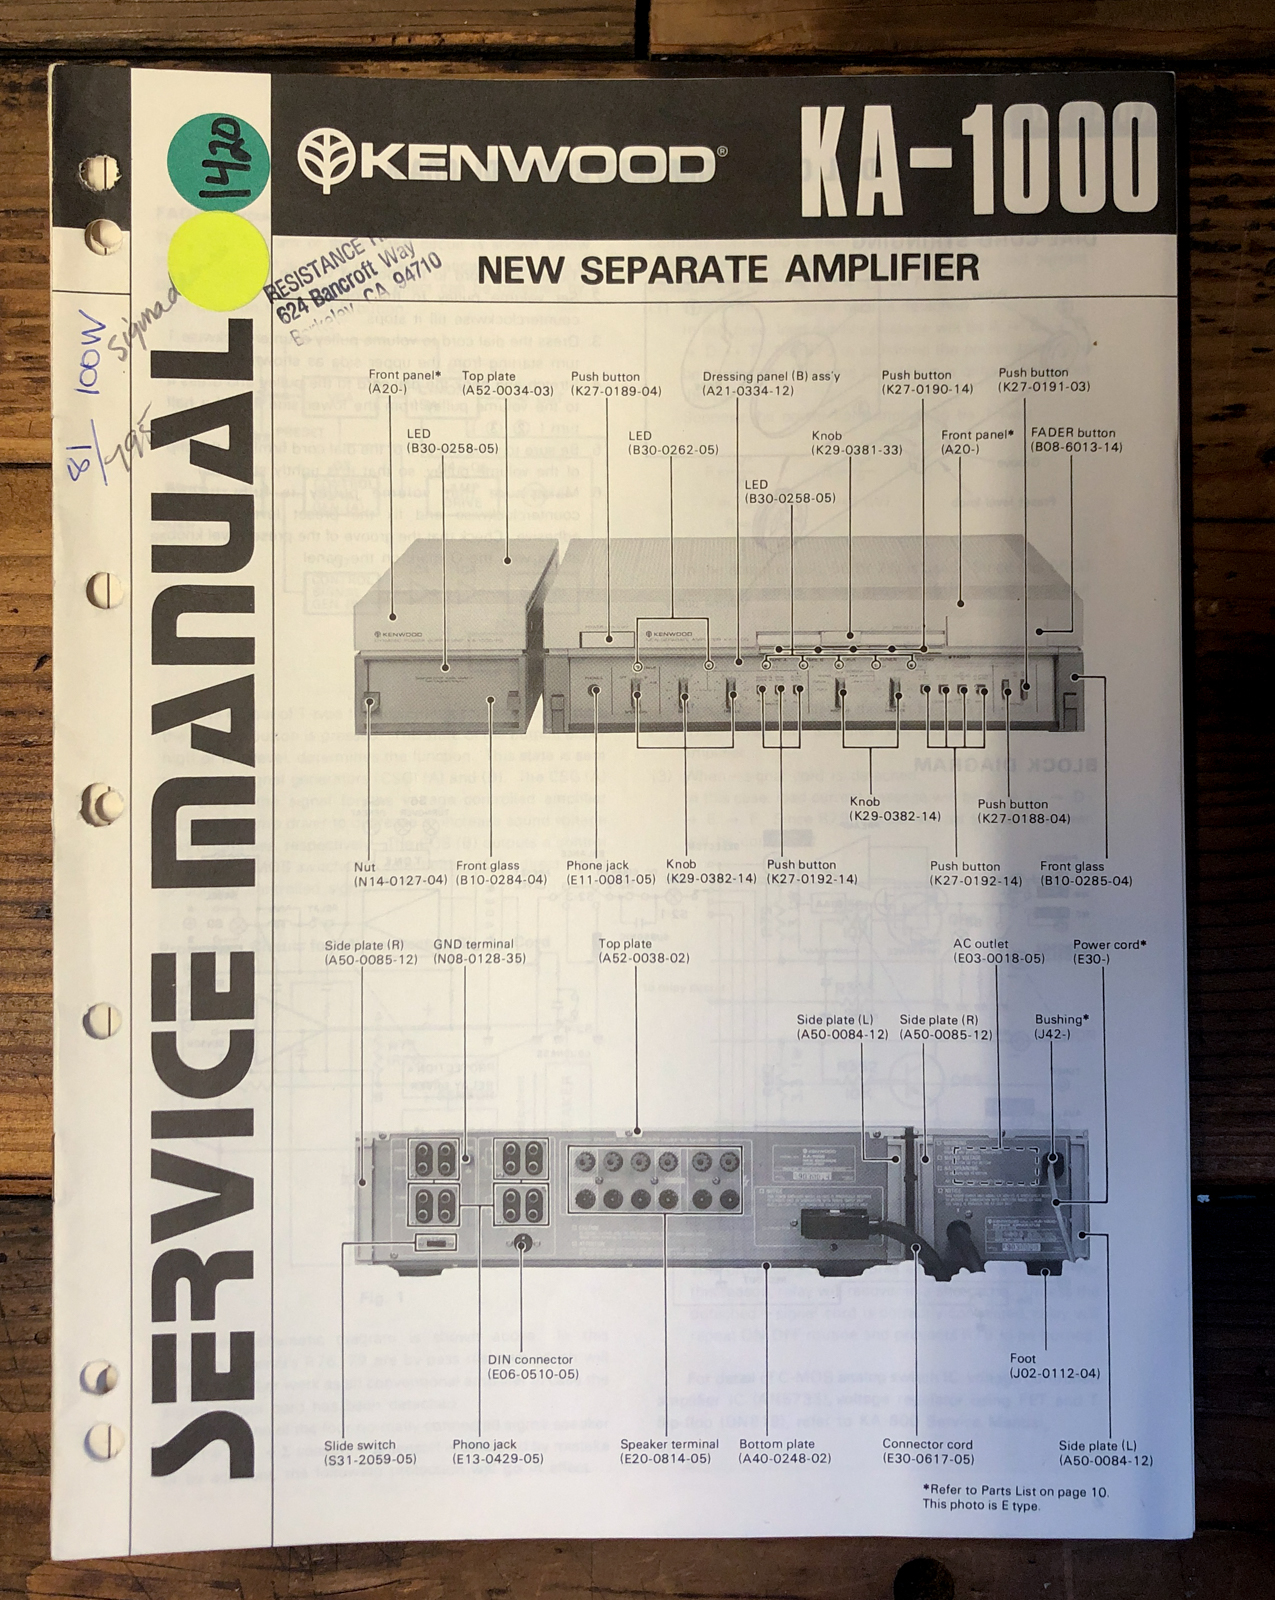 1420
KENWOOD®
KA-1000
NEW SEPARATE AMPLIFIER
RESISTANCE
624 Bancroft Way
Berkeley, CA 94710
SERVICE MANUAL
81 100W
Sigma
495
Front panel*
(A20-)
Top plate
(A52-0034-03)
Push button
(K27-0189-04)
Dressing panel (B) ass'y
(A21-0334-12)
Push button
(K27-0190-14)
Push button
(K27-0191-03)
LED
(B30-0258-05)
LED
(B30-0262-05)
Knob
(K29-0381-33)
Front panel*
(A20-)
FADER button
(B08-6013-14)
LED
(B30-0258-05)
KENWOOD
KENWOOD
Knob
(K29-0382-14)
Push button
(K27-0188-04)
Nut
(N14-0127-04)
Front glass
(B10-0284-04)
Phone jack
(E11-0081-05)
Knob
(K29-0382-14)
Push button
(K27-0192-14)
Push button
(K27-0192-14)
Front glass
(B10-0285-04)
Side plate (R)
(A50-0085-12)
GND terminal
(N08-0128-35)
Top plate
(A52-0038-02)
AC outlet
(E03-0018-05)
Power cord*
(E30-)
Side plate (L)
(A50-0084-12)
Side plate (R)
(A50-0085-12)
Bushing*
(J42-)
DIN connector
(E06-0510-05)
Foot
(J02-0112-04)
Slide switch
(S31-2059-05)
Phono jack
(E13-0429-05)
Speaker terminal
(E20-0814-05)
Bottom plate
(A40-0248-02)
Connector cord
(E30-0617-05)
Side plate (L)
(A50-0084-12)
*Refer to Parts List on page 10.
This photo is E type.